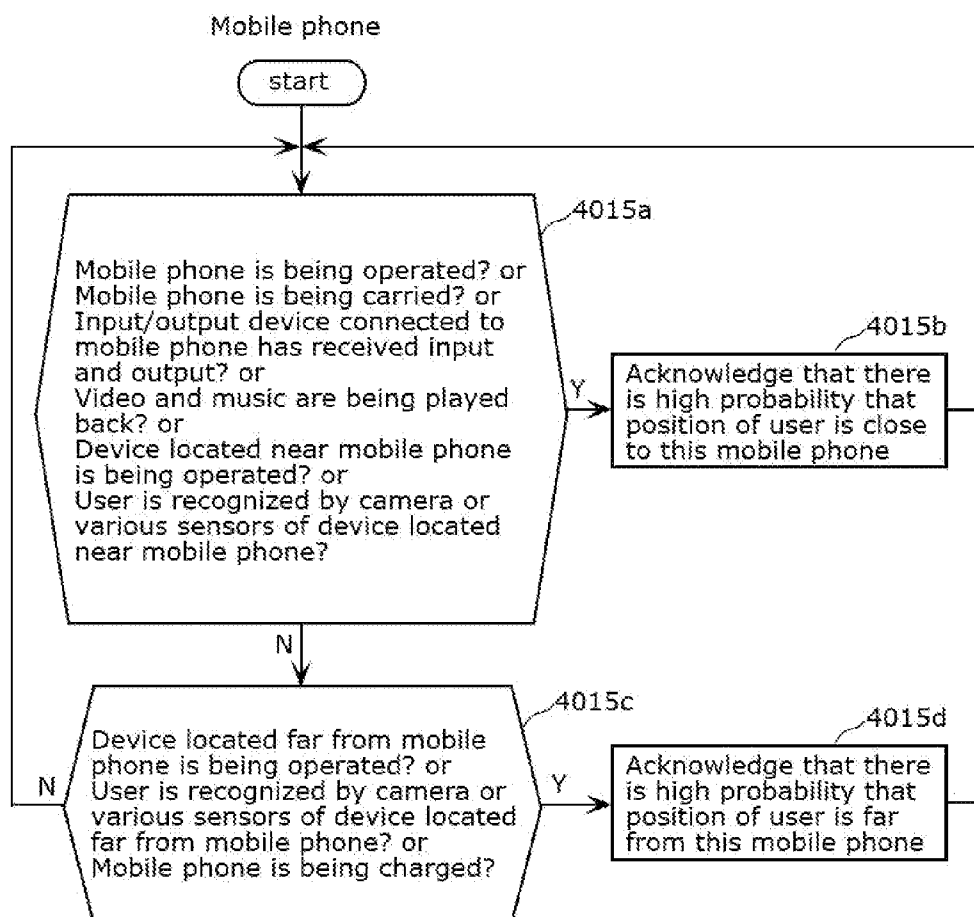 Mobile phone
start
4015a
Mobile phone is being operated? or
Mobile phone is being carried? or
Input/output device connected to
mobile phone has received input
and output? or
Video and music are being played
back? or
Device located near mobile phone
is being operated? or
User is recognized by camera or
various sensors of device located
near mobile phone?
Y
4015b
Acknowledge that there
is high probability that
position of user is close
to this mobile phone
N
4015c
Device located far from mobile
phone is being operated? or
User is recognized by camera or
various sensors of device located
far from mobile phone? or
Mobile phone is being charged?
N
Y
4015d
Acknowledge that there
is high probability that
position of user is far
from this mobile phone